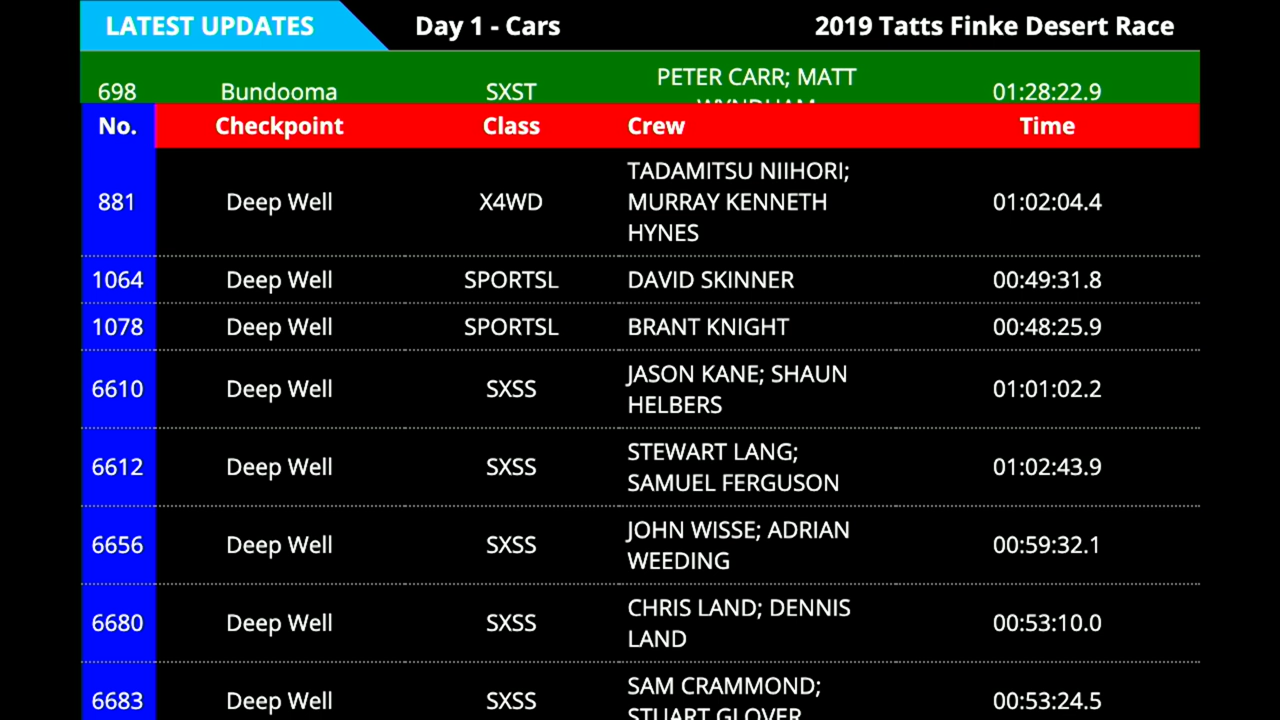 LATEST UPDATES Day 1 - Cars 2019 Tatts Finke Desert Race
698 Bundooma SXST PETER CARR; MATT WYNDHAM 01:28:22.9
No. Checkpoint Class Crew Time
881 Deep Well X4WD TADAMITSU NIIHORI; MURRAY KENNETH HYNES 01:02:04.4
1064 Deep Well SPORTSL DAVID SKINNER 00:49:31.8
1078 Deep Well SPORTSL BRANT KNIGHT 00:48:25.9
6610 Deep Well SXSS JASON KANE; SHAUN HELBERS 01:01:02.2
6612 Deep Well SXSS STEWART LANG; SAMUEL FERGUSON 01:02:43.9
6656 Deep Well SXSS JOHN WISSE; ADRIAN WEEDING 00:59:32.1
6680 Deep Well SXSS CHRIS LAND; DENNIS LAND 00:53:10.0
6683 Deep Well SXSS SAM CRAMMOND; STUART GLOVER 00:53:24.5